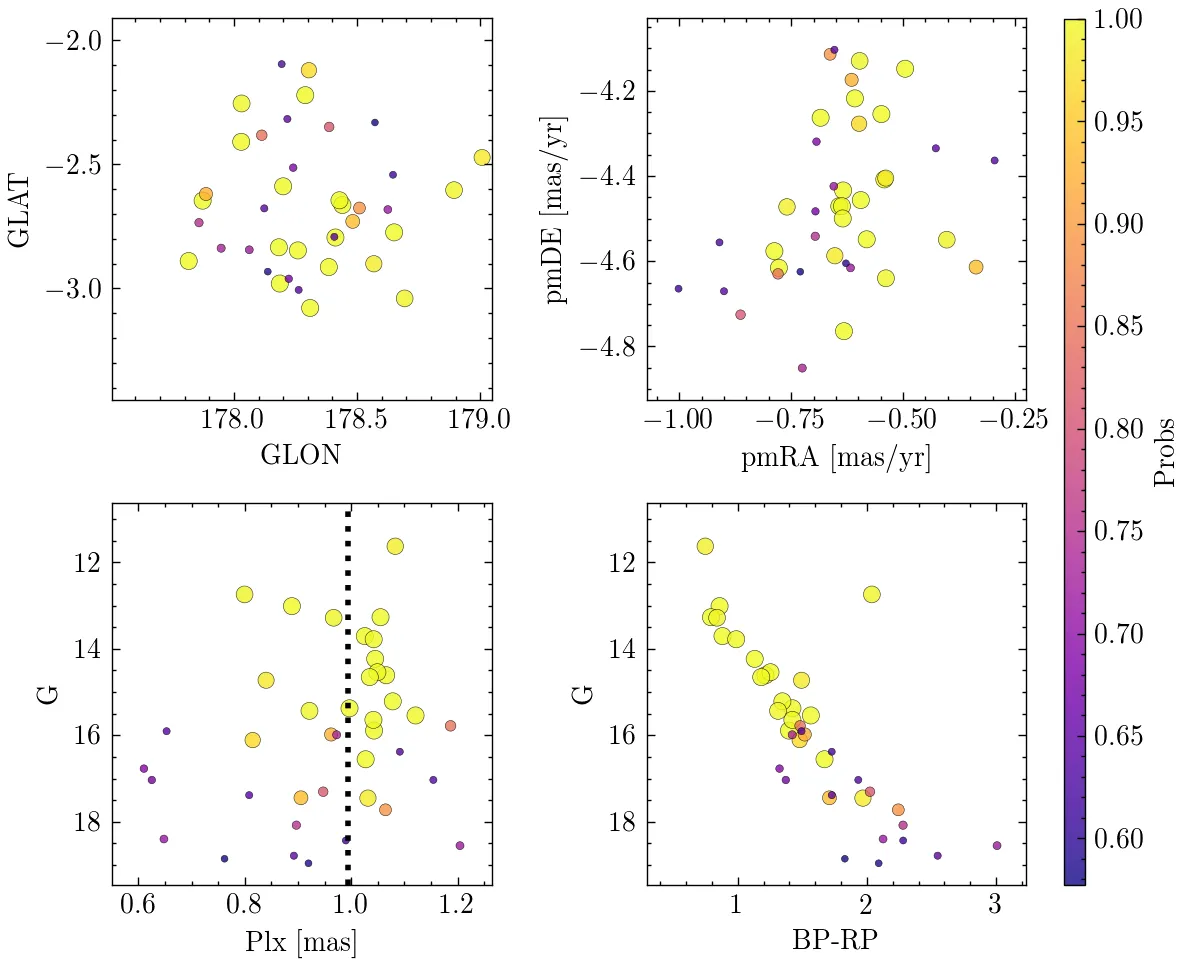 −2.0
−2.5
−3.0
GLAT
178.0 178.5 179.0
GLON
−4.2
−4.4
−4.6
−4.8
pmDE [mas/yr]
−1.00 −0.75 −0.50 −0.25
pmRA [mas/yr]
12
14
16
18
G
0.6 0.8 1.0 1.2
Plx [mas]
12
14
16
18
G
1 2 3
BP-RP
1.00
0.95
0.90
0.85
0.80
0.75
0.70
0.65
0.60
Probs